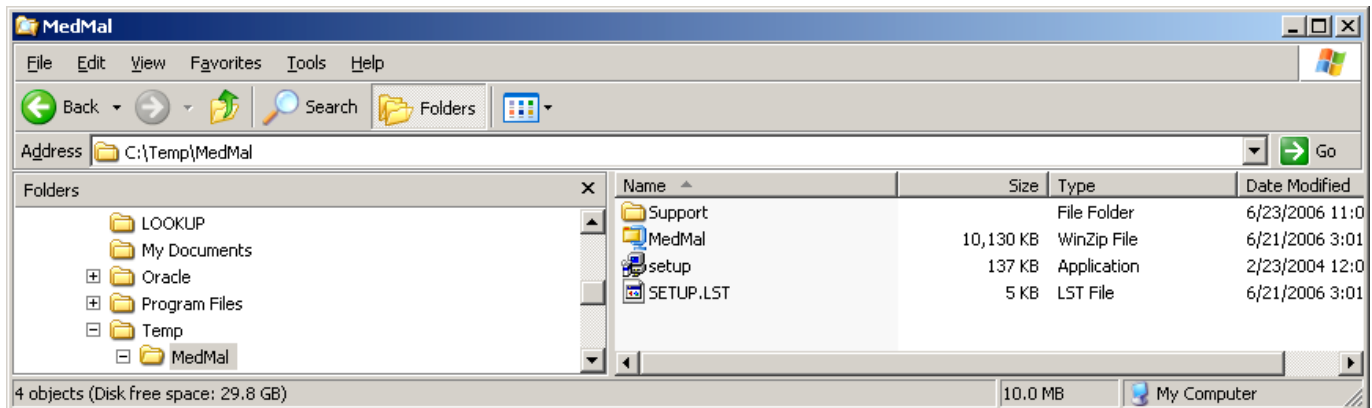 MedMal
File Edit View Favorites Tools Help
Back Search Folders
Address C:\Temp\MedMal Go
Folders x Name Size Type Date Modified
LOOKUP
My Documents
Oracle
Program Files
Temp
MedMal
Support File Folder 6/23/2006 11:0
MedMal 10,130 KB WinZip File 6/21/2006 3:01
setup 137 KB Application 2/23/2004 12:0
SETUP.LST 5 KB LST File 6/21/2006 3:01
4 objects (Disk free space: 29.8 GB) 10.0 MB My Computer